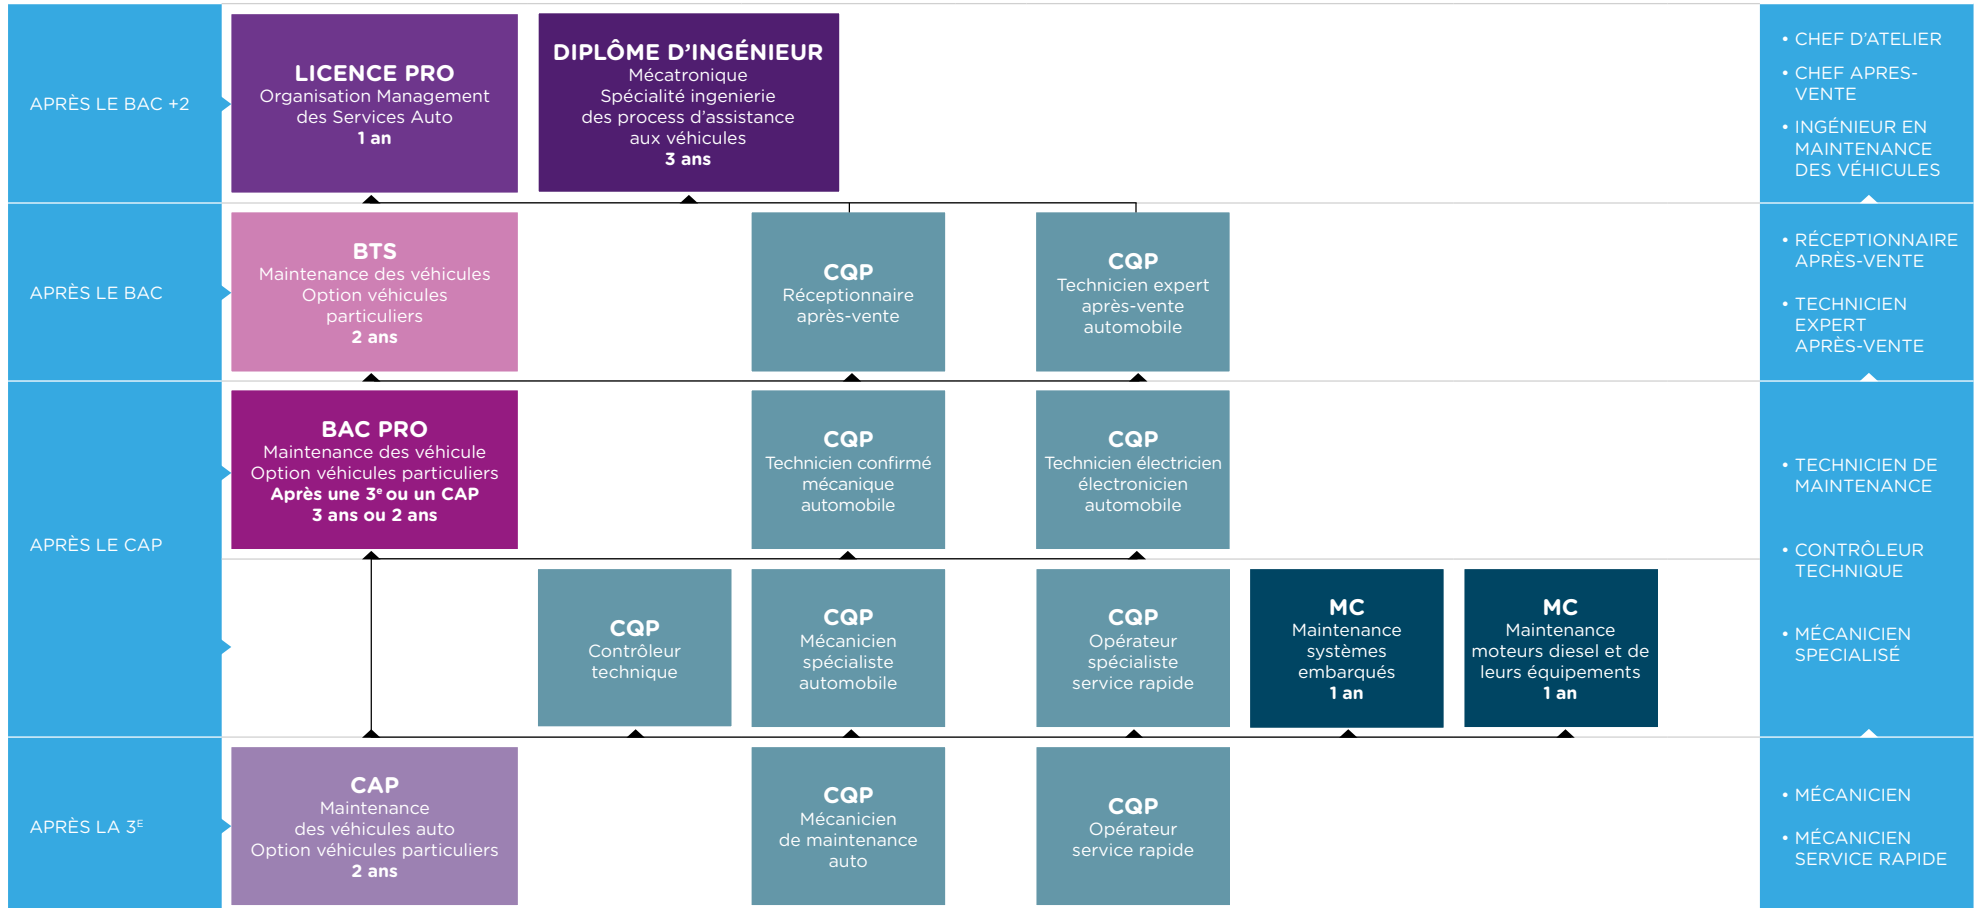 APRÈS LE BAC +2
LICENCE PRO
Organisation Management
des Services Auto
1 an
DIPLÔME D'INGÉNIEUR
Mécatronique
Spécialité ingenierie
des process d'assistance
aux véhicules
3 ans
• CHEF D'ATELIER
• CHEF APRES-
VENTE
• INGÉNIEUR EN
MAINTENANCE
DES VÉHICULES
APRÈS LE BAC
BTS
Maintenance des véhicules
Option véhicules
particuliers
2 ans
CQP
Réceptionnaire
après-vente
CQP
Technicien expert
après-vente
automobile
• RÉCEPTIONNAIRE
APRÈS-VENTE
• TECHNICIEN
EXPERT
APRÈS-VENTE
APRÈS LE CAP
BAC PRO
Maintenance des véhicule
Option véhicules particuliers
Après une 3e ou un CAP
3 ans ou 2 ans
CQP
Technicien confirmé
mécanique
automobile
CQP
Technicien électricien
électronicien
automobile
CQP
Contrôleur
technique
CQP
Mécanicien
spécialiste
automobile
CQP
Opérateur
spécialiste
service rapide
MC
Maintenance
systèmes
embarqués
1 an
MC
Maintenance
moteurs diesel et de
leurs équipements
1 an
• TECHNICIEN DE
MAINTENANCE
• CONTRÔLEUR
TECHNIQUE
• MÉCANICIEN
SPECIALISÉ
APRÈS LA 3E
CAP
Maintenance
des véhicules auto
Option véhicules particuliers
2 ans
CQP
Mécanicien
de maintenance
auto
CQP
Opérateur
service rapide
• MÉCANICIEN
• MÉCANICIEN
SERVICE RAPIDE